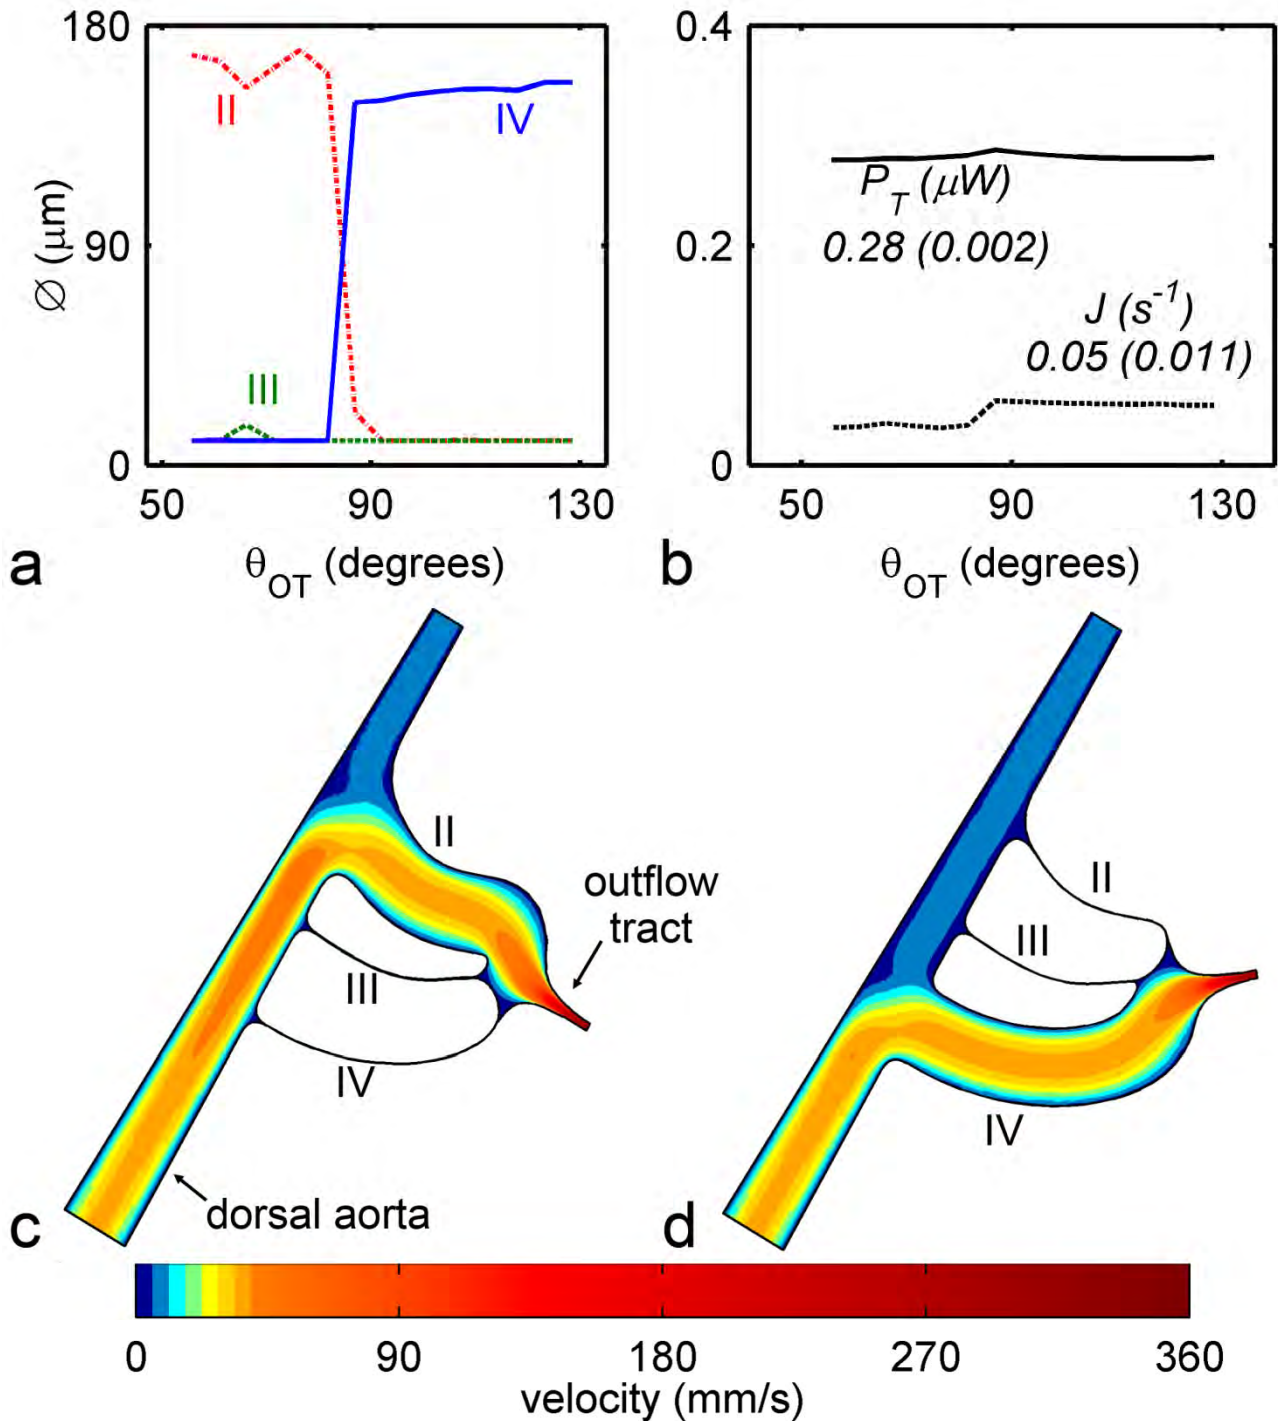 180
90
0
Ø (μm)
II
IV
III
50 90 130
a
θOT (degrees)
0.4
0.2
0
PT (μW)
0.28 (0.002)
J (s-1)
0.05 (0.011)
50 90 130
b
θOT (degrees)
II
outflow
tract
III
IV
dorsal aorta
c
II
III
IV
d
0 90 180 270 360
velocity (mm/s)